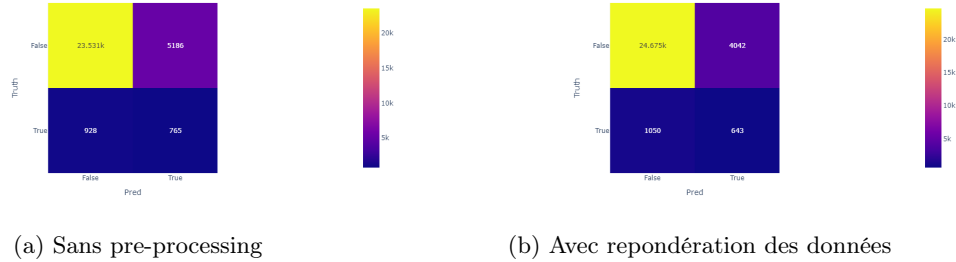 False
23.531k
5186
Truth
True
928
765
False
True
Pred
20k
15k
10k
5k
(a) Sans pre-processing
False
24.675k
4042
Truth
True
1050
643
False
True
Pred
20k
15k
10k
5k
(b) Avec repondération des données